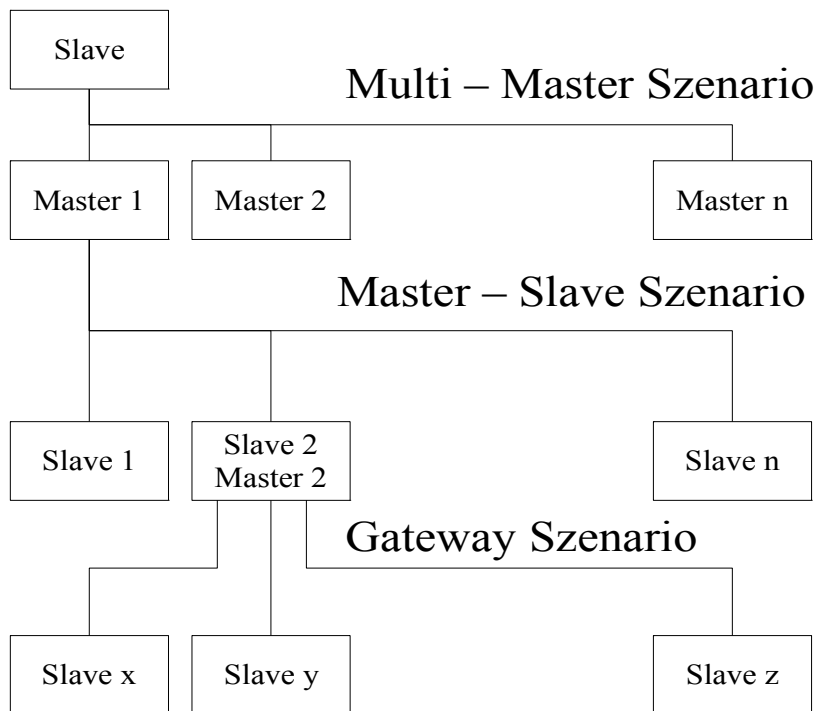 Slave
Multi – Master Szenario
Master 1
Master 2
Master n
Master – Slave Szenario
Slave 1
Slave 2
Master 2
Slave n
Gateway Szenario
Slave x
Slave y
Slave z